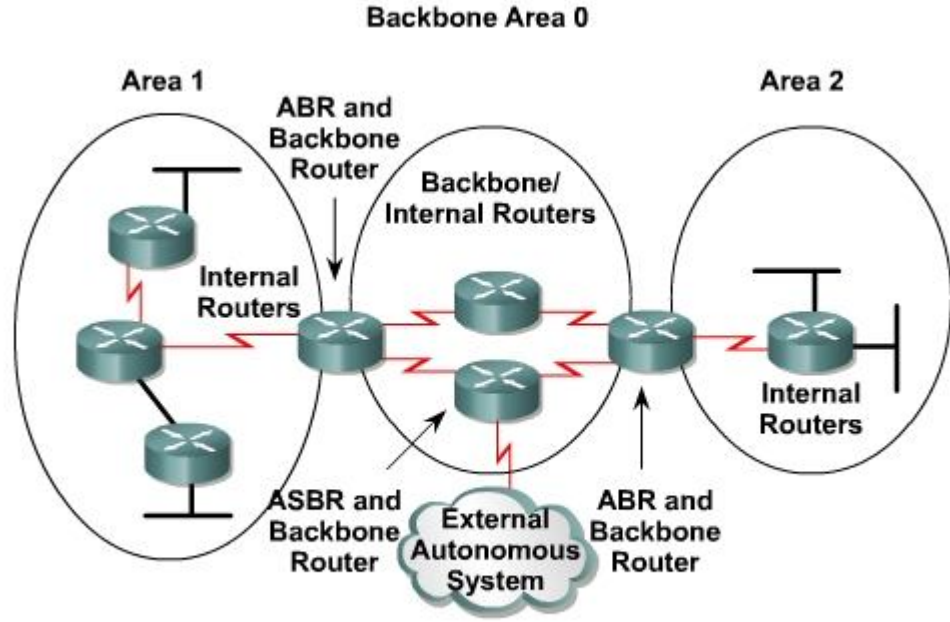 Backbone Area 0
Area 1
Area 2
ABR and
Backbone
Router
Backbone/
Internal Routers
Internal
Routers
Internal
Routers
ASBR and
Backbone
Router
External
Autonomous
System
ABR and
Backbone
Router